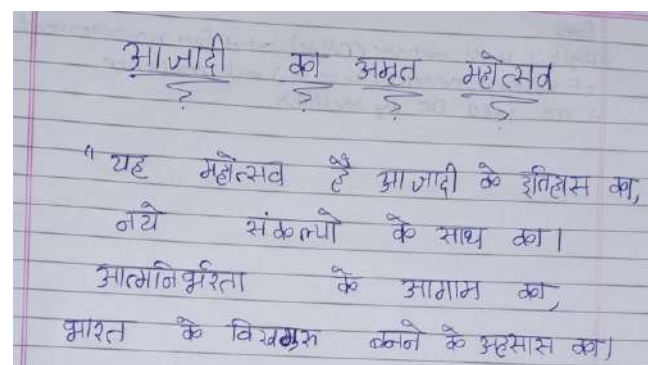 आजादी का अमृत महोत्सव
"यह महोत्सव है आजादी के इतिहास का,
नये संकल्पो के साथ का।
आत्मनिर्भरता के आगाम का,
भारत के विश्वगुरु बनने के अहसास का।